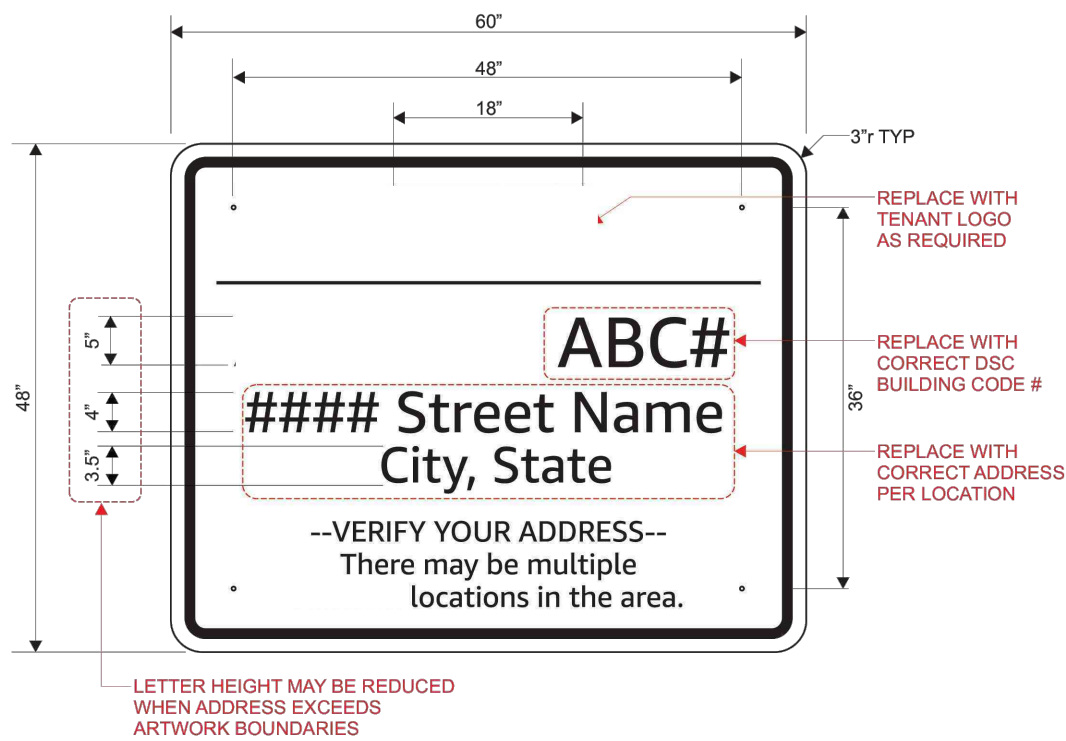 60”
48”
18”
3”r TYP
REPLACE WITH
TENANT LOGO
AS REQUIRED
5”
ABC#
REPLACE WITH
CORRECT DSC
BUILDING CODE #
48”
4”
#### Street Name
36”
3.5”
City, State
REPLACE WITH
CORRECT ADDRESS
PER LOCATION
--VERIFY YOUR ADDRESS--
There may be multiple
locations in the area.
LETTER HEIGHT MAY BE REDUCED
WHEN ADDRESS EXCEEDS
ARTWORK BOUNDARIES